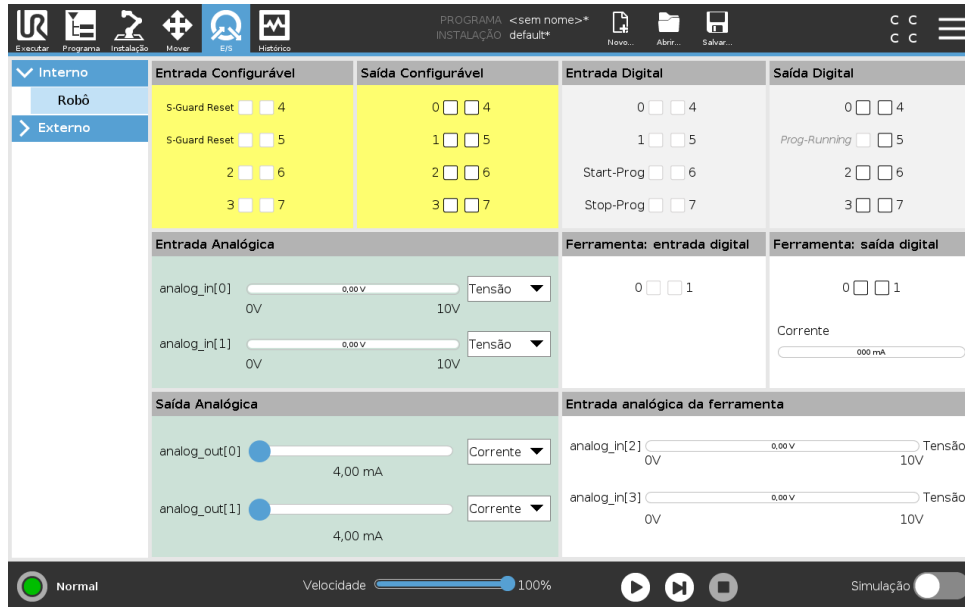 UR
PROGRAMA <sem nome>*
INSTALAÇÃO default*
Executar Programa Instalação Mover E/S Histórico Novo... Abrir... Salvar...
C C
C C
Interno
Robô
Externo
Entrada Configurável
S-Guard Reset 4
S-Guard Reset 5
2 6
3 7
Saída Configurável
0 4
1 5
2 6
3 7
Entrada Digital
0 4
1 5
Start-Prog 6
Stop-Prog 7
Saída Digital
0 4
Prog-Running 5
2 6
3 7
Entrada Analógica
analog_in[0] 0,00 V Tensão
0V 10V
analog_in[1] 0,00 V Tensão
0V 10V
Ferramenta: entrada digital
0 1
Ferramenta: saída digital
0 1
Corrente
000 mA
Saída Analógica
analog_out[0] Corrente
4,00 mA
analog_out[1] Corrente
4,00 mA
Entrada analógica da ferramenta
analog_in[2] 0,00 V Tensão
0V 10V
analog_in[3] 0,00 V Tensão
0V 10V
Normal Velocidade 100% Simulação